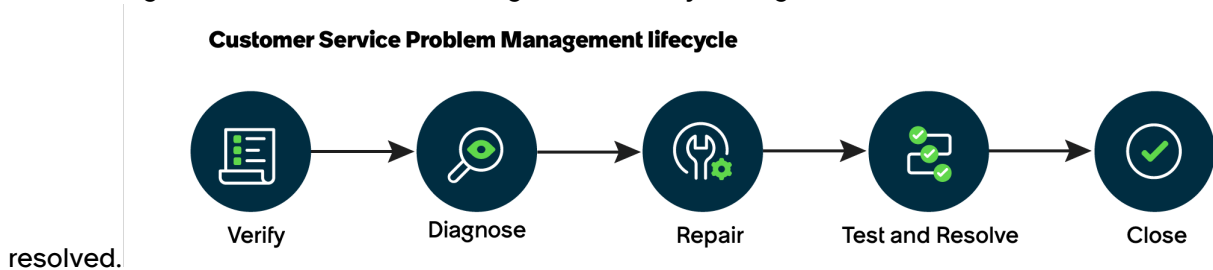 Customer Service Problem Management lifecycle
Verify
Diagnose
Repair
Test and Resolve
Close
resolved.